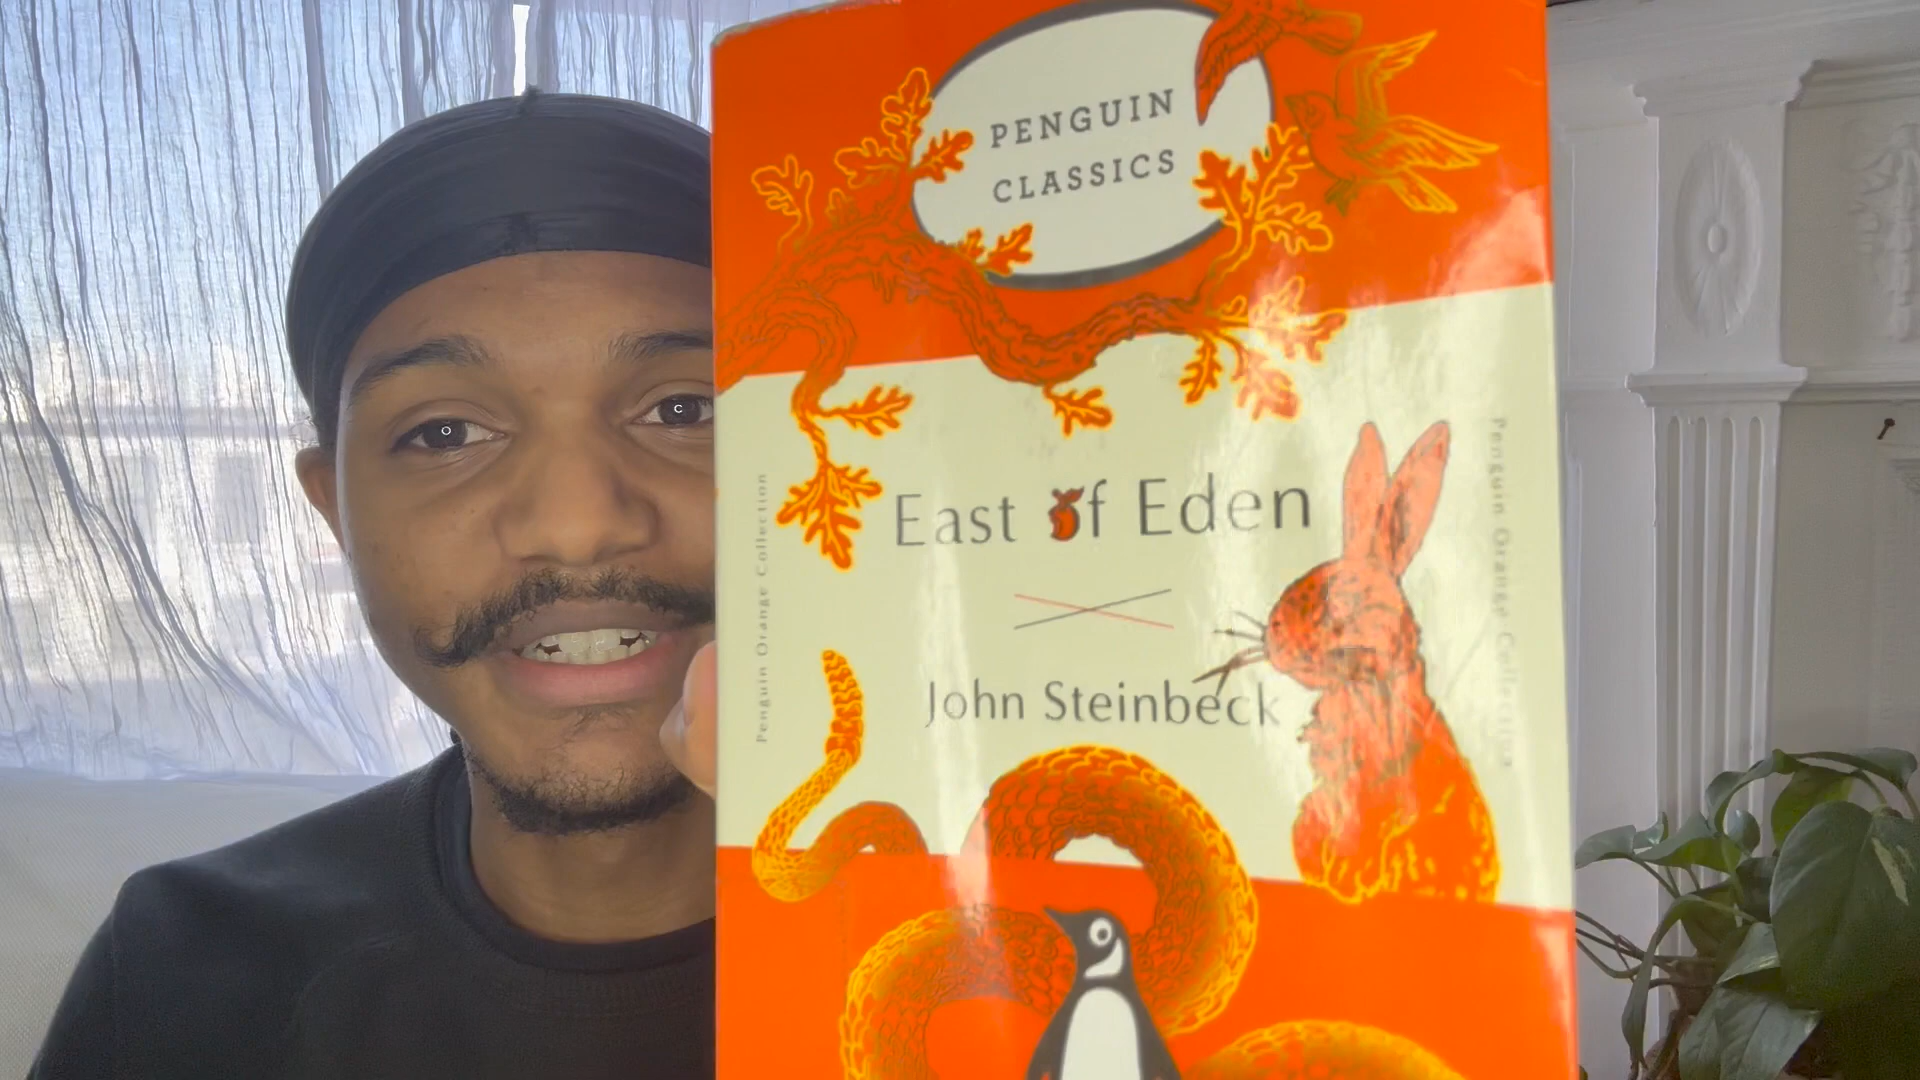 PENGUIN
CLASSICS
East of Eden
John Steinbeck
Penguin Orange Collection
Penguin Orange Collection